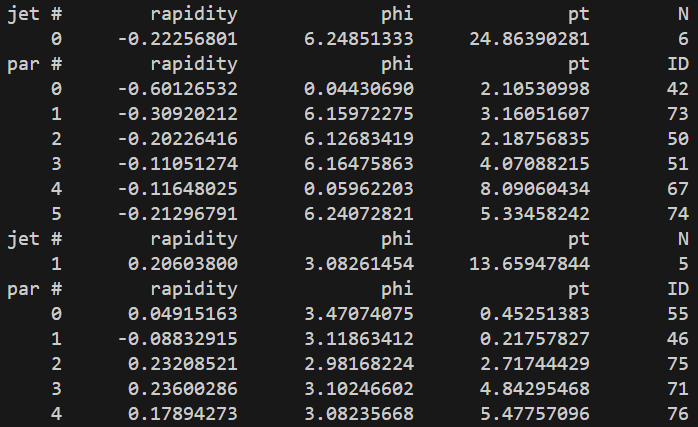 jet # rapidity phi pt N
0 -0.22256801 6.24851333 24.86390281 6
par # rapidity phi pt ID
0 -0.60126532 0.04430690 2.10530998 42
1 -0.30920212 6.15972275 3.16051607 73
2 -0.20226416 6.12683419 2.18756835 50
3 -0.11051274 6.16475863 4.07088215 51
4 -0.11648025 0.05962203 8.09060434 67
5 -0.21296791 6.24072821 5.33458242 74
jet # rapidity phi pt N
1 0.20603800 3.08261454 13.65947844 5
par # rapidity phi pt ID
0 0.04915163 3.47074075 0.45251383 55
1 -0.08832915 3.11863412 0.21757827 46
2 0.23208521 2.98168224 2.71744429 75
3 0.23600286 3.10246602 4.84295468 71
4 0.17894273 3.08235668 5.47757096 76